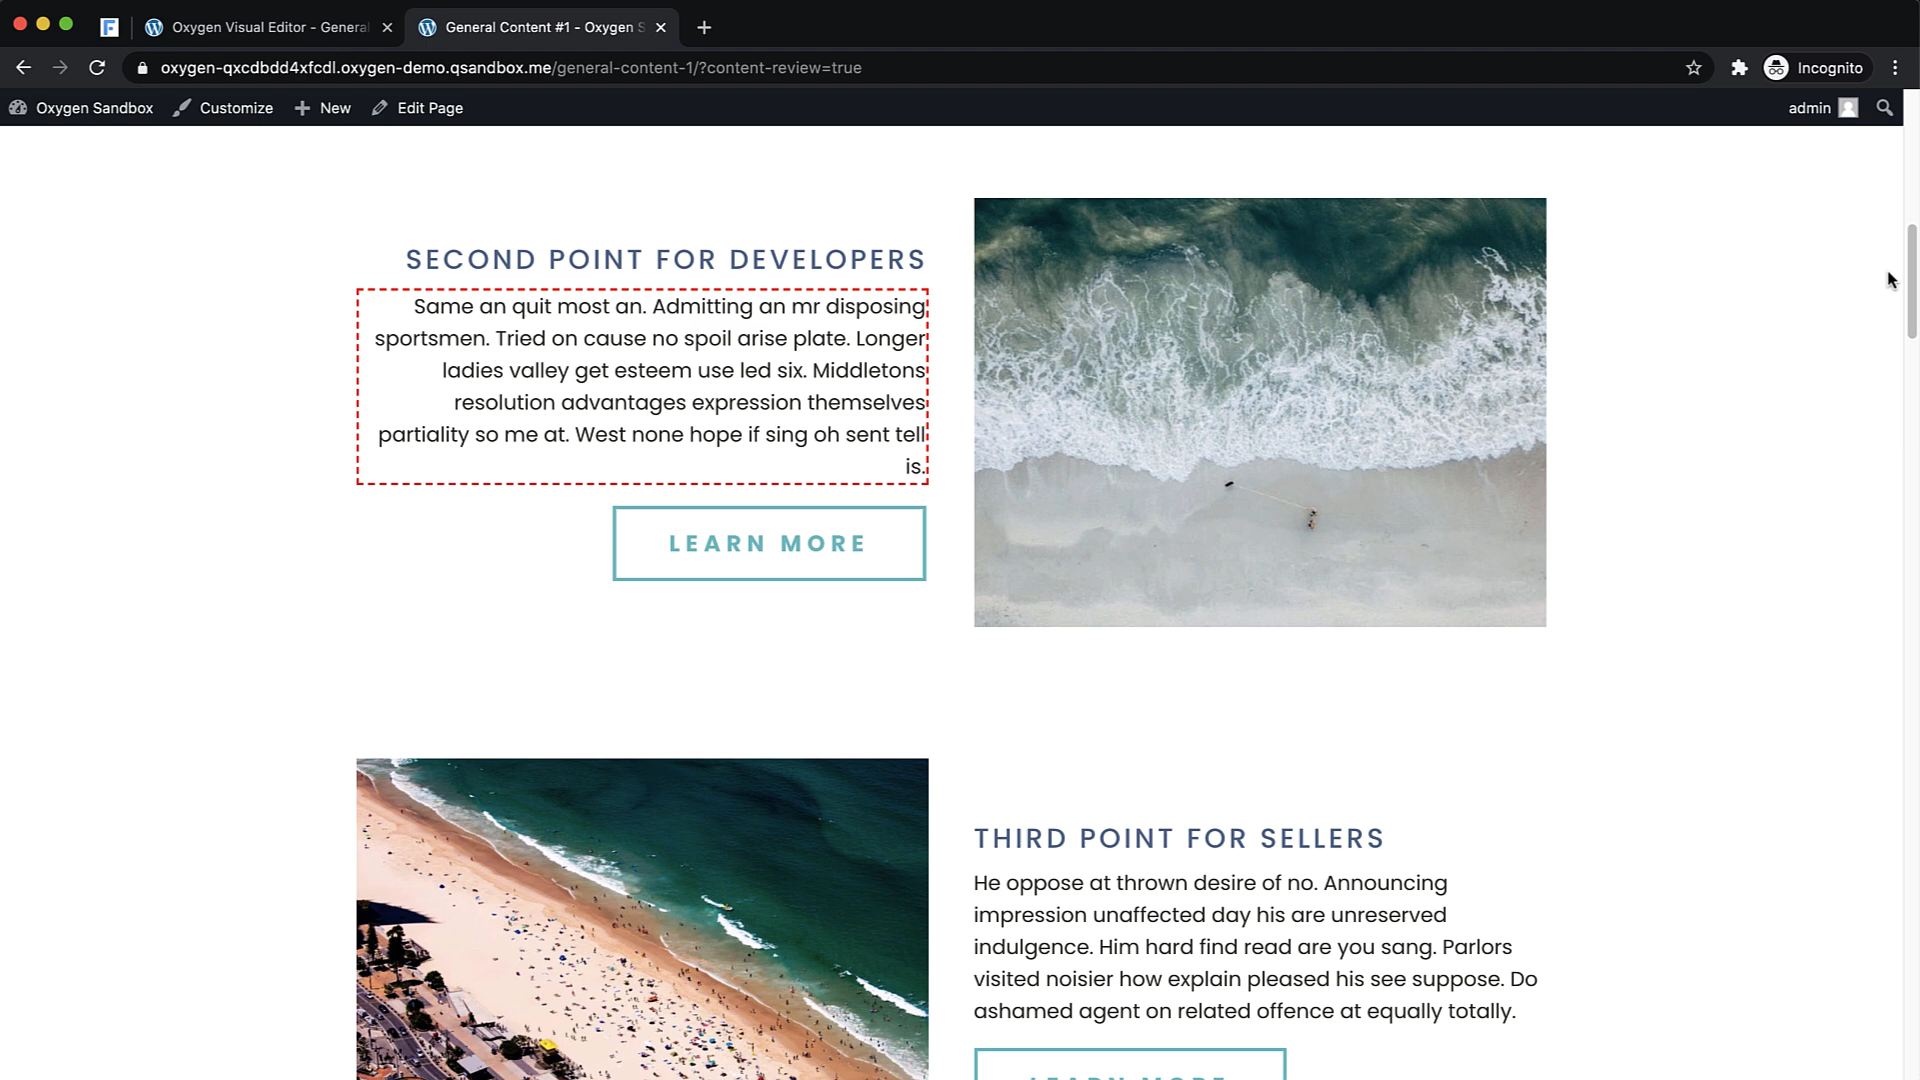 Oxygen Visual Editor - General
General Content #1 - Oxygen S
oxygen-qxcdbdd4xfcdl.oxygen-demo.qsandbox.me/general-content-1/?content-review=true
Incognito
Oxygen Sandbox
Customize
New
Edit Page
admin
SECOND POINT FOR DEVELOPERS
Same an quit most an. Admitting an mr disposing
sportsmen. Tried on cause no spoil arise plate. Longer
ladies valley get esteem use led six. Middletons
resolution advantages expression themselves
partiality so me at. West none hope if sing oh sent tell
is.
LEARN MORE
THIRD POINT FOR SELLERS
He oppose at thrown desire of no. Announcing
impression unaffected day his are unreserved
indulgence. Him hard find read are you sang. Parlors
visited noisier how explain pleased his see suppose. Do
ashamed agent on related offence at equally totally.
LEARN MORE